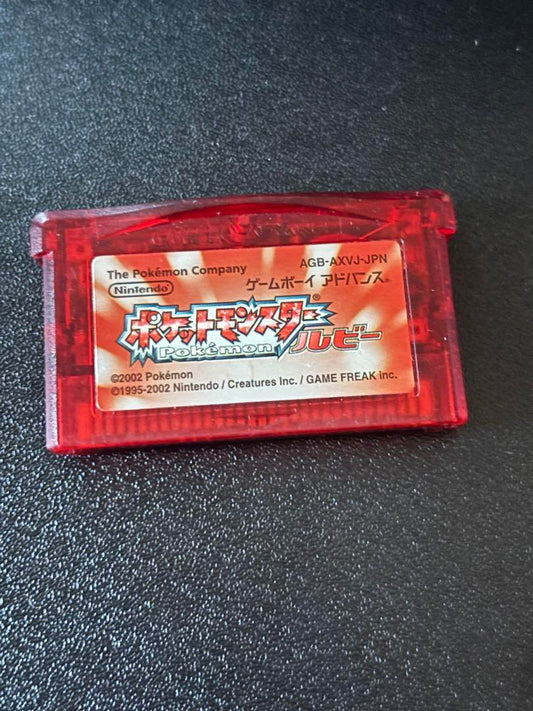 The Pokémon Company
AGB-AXVJ-JPN
Nintendo®
ゲームボーイ アドバンス®
ポケットモンスター®
Pokémon
ルビー
©2002 Pokémon
©1995-2002 Nintendo / Creatures Inc. / GAME FREAK inc.